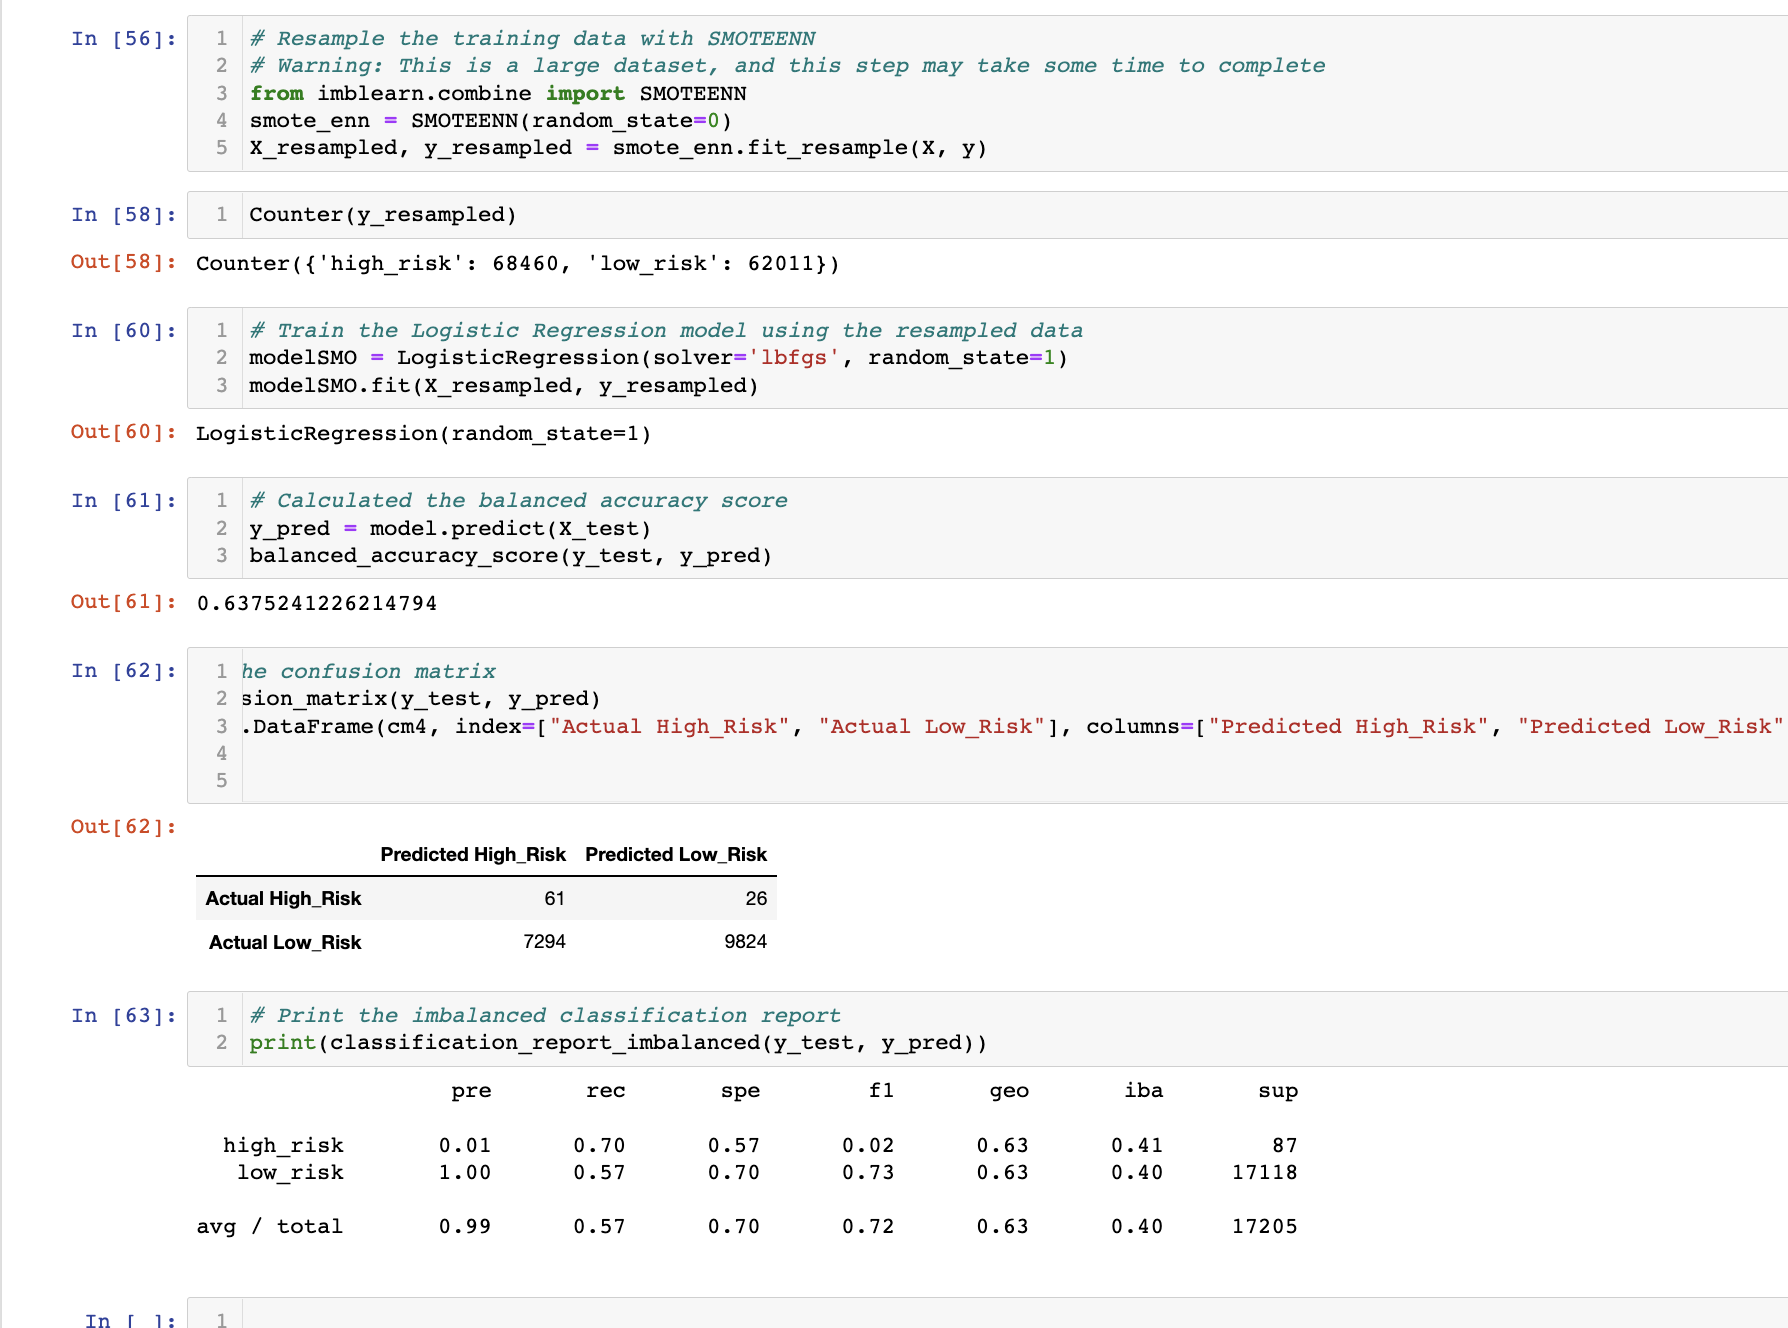 In [56]:
1 # Resample the training data with SMOTEENN
2 # Warning: This is a large dataset, and this step may take some time to complete
3 from imblearn.combine import SMOTEENN
4 smote_enn = SMOTEENN(random_state=0)
5 X_resampled, y_resampled = smote_enn.fit_resample(X, y)
In [58]:
1 Counter(y_resampled)
Out[58]: Counter({'high_risk': 68460, 'low_risk': 62011})
In [60]:
1 # Train the Logistic Regression model using the resampled data
2 modelSMO = LogisticRegression(solver='lbfgs', random_state=1)
3 modelSMO.fit(X_resampled, y_resampled)
Out[60]: LogisticRegression(random_state=1)
In [61]:
1 # Calculated the balanced accuracy score
2 y_pred = model.predict(X_test)
3 balanced_accuracy_score(y_test, y_pred)
Out[61]: 0.6375241226214794
In [62]:
1 he confusion matrix
2 sion_matrix(y_test, y_pred)
3 .DataFrame(cm4, index=["Actual High_Risk", "Actual Low_Risk"], columns=["Predicted High_Risk", "Predicted Low_Risk"
4
5
Out[62]:
Predicted High_Risk Predicted Low_Risk
Actual High_Risk 61 26
Actual Low_Risk 7294 9824
In [63]:
1 # Print the imbalanced classification report
2 print(classification_report_imbalanced(y_test, y_pred))
pre rec spe f1 geo iba sup
high_risk 0.01 0.70 0.57 0.02 0.63 0.41 87
low_risk 1.00 0.57 0.70 0.73 0.63 0.40 17118
avg / total 0.99 0.57 0.70 0.72 0.63 0.40 17205
In [ ]:
1